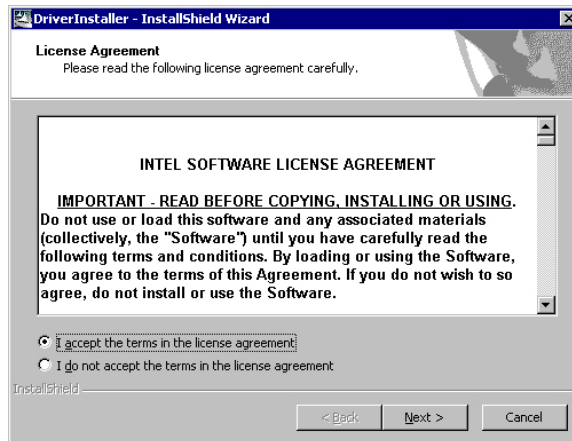 DriverInstaller - InstallShield Wizard
License Agreement
Please read the following license agreement carefully.
INTEL SOFTWARE LICENSE AGREEMENT
IMPORTANT - READ BEFORE COPYING, INSTALLING OR USING.
Do not use or load this software and any associated materials
(collectively, the "Software") until you have carefully read the
following terms and conditions. By loading or using the Software,
you agree to the terms of this Agreement. If you do not wish to so
agree, do not install or use the Software.
I accept the terms in the license agreement
I do not accept the terms in the license agreement
InstallShield
< Back Next > Cancel